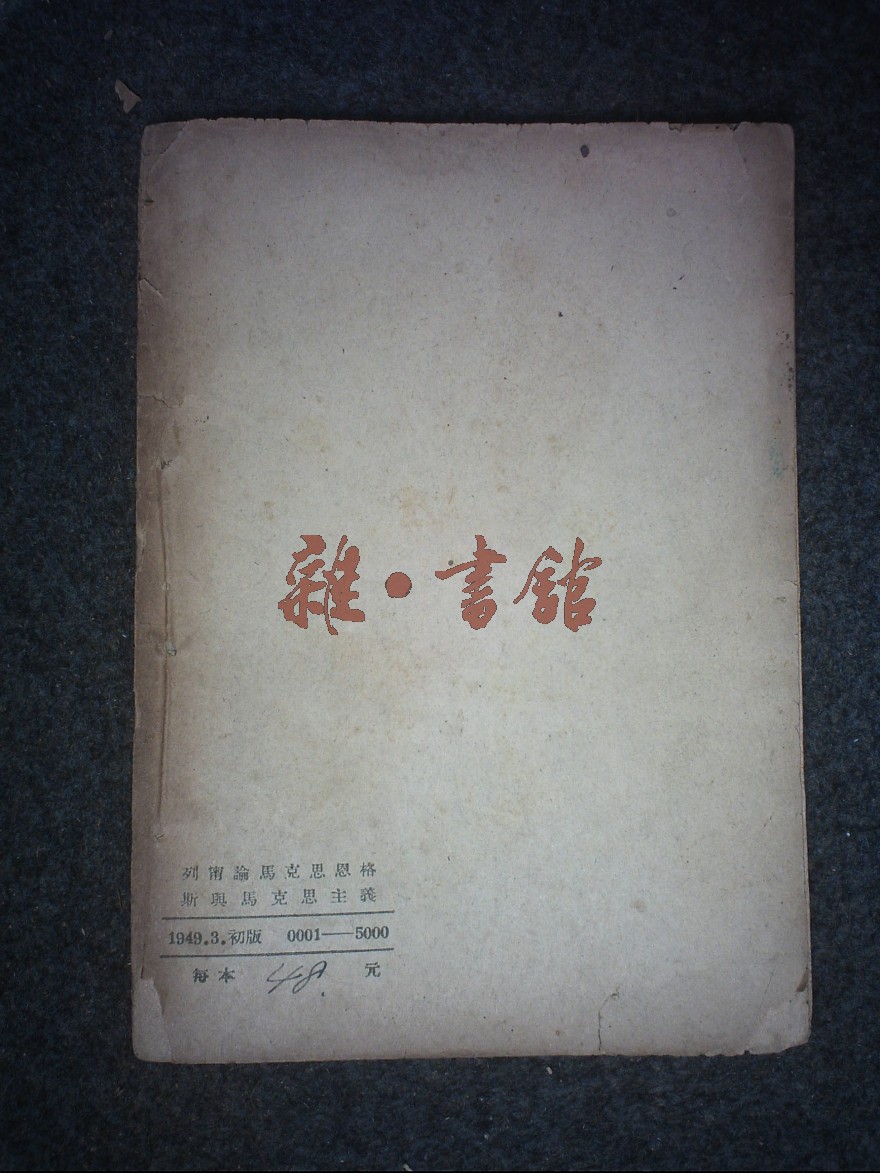 雜·書館
列甯論馬克思恩格
斯與馬克思主義
1949.3.初版 0001——5000
每本 48 元